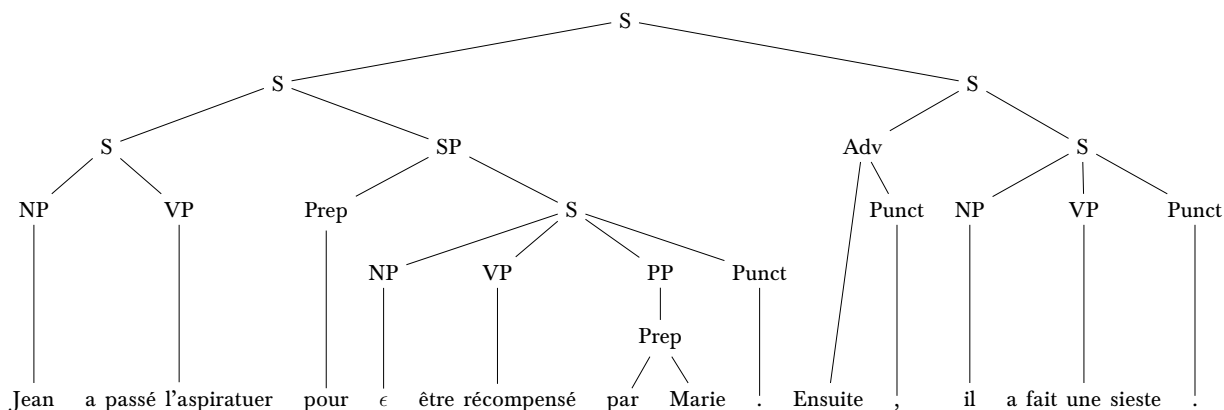 S
S S
S SP Adv S
NP VP Prep S Punct NP VP Punct
NP VP PP Punct
Prep
Jean a passé l’aspiratuer pour ϵ être récompensé par Marie . Ensuite , il a fait une sieste .